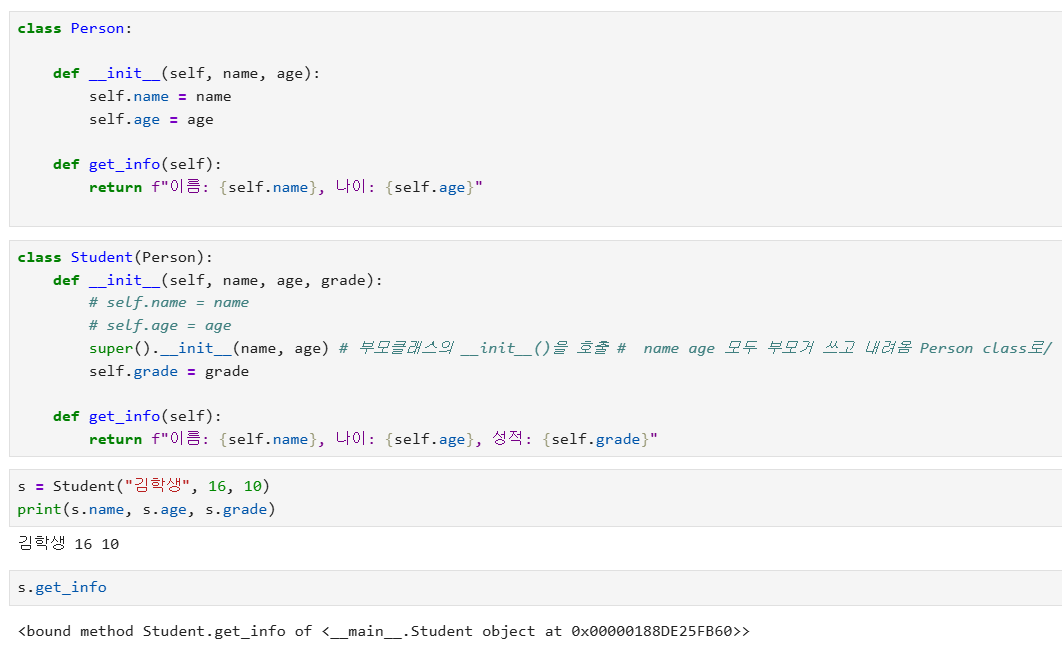 class Person:
    def __init__(self, name, age):
        self.name = name
        self.age = age
    def get_info(self):
        return f"이름: {self.name}, 나이: {self.age}"
class Student(Person):
    def __init__(self, name, age, grade):
        # self.name = name
        # self.age = age
        super().__init__(name, age) # 부모클래스의 __init__()을 호출 #  name age 모두 부모거 쓰고 내려옴 Person class로/
        self.grade = grade
    def get_info(self):
        return f"이름: {self.name}, 나이: {self.age}, 성적: {self.grade}"
s = Student("김학생", 16, 10)
print(s.name, s.age, s.grade)
김학생 16 10
s.get_info
<bound method Student.get_info of <__main__.Student object at 0x00000188DE25FB60>>